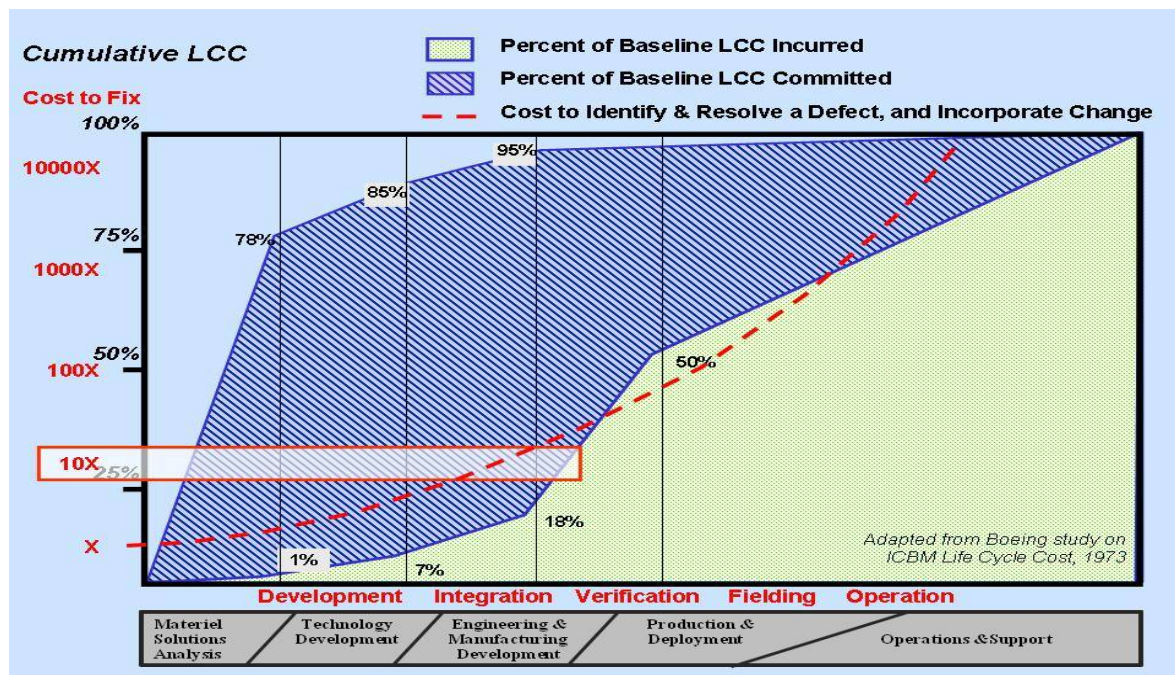 Cumulative LCC
Percent of Baseline LCC Incurred
Percent of Baseline LCC Committed
Cost to Identify & Resolve a Defect, and Incorporate Change
Cost to Fix
100%
10000X
95%
85%
78%
75%
1000X
50%
100X
50%
10X
25%
18%
X
1%
7%
Adapted from Boeing study on
ICBM Life Cycle Cost, 1973
Development Integration Verification Fielding Operation
Materiel
Solutions
Analysis
Technology
Development
Engineering &
Manufacturing
Development
Production &
Deployment
Operations & Support